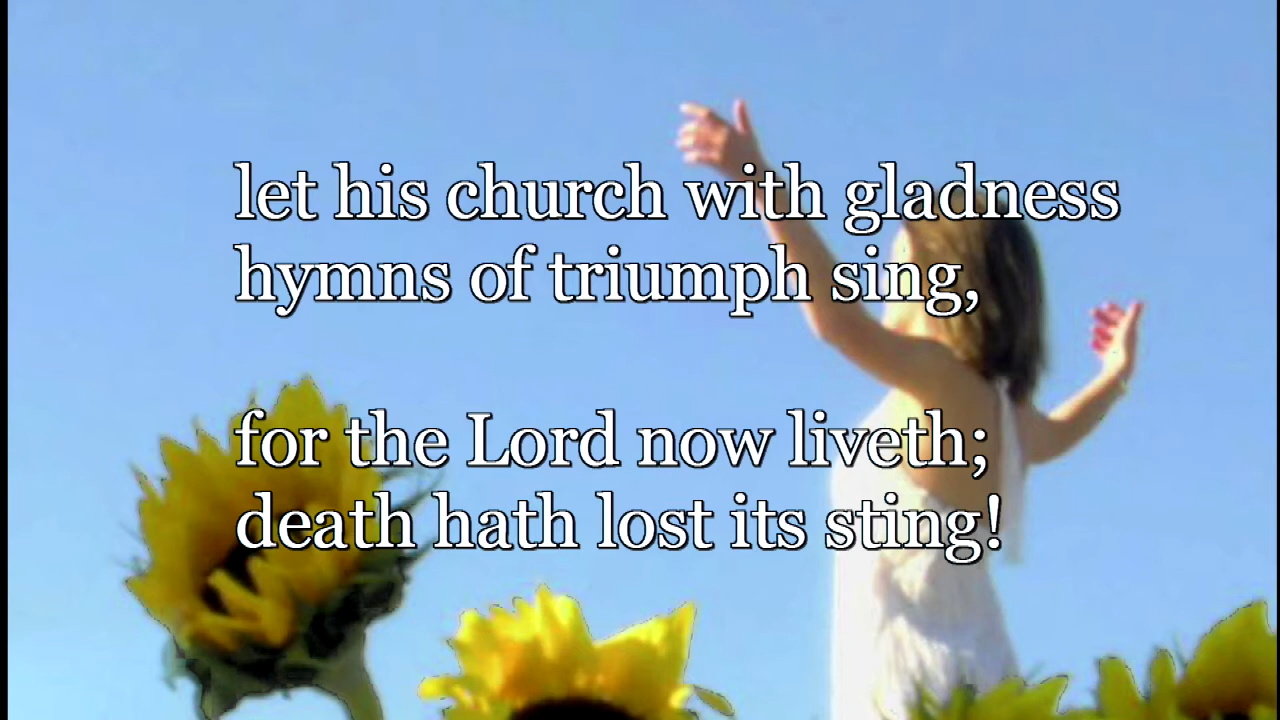 let his church with gladness
hymns of triumph sing,
for the Lord now liveth;
death hath lost its sting!